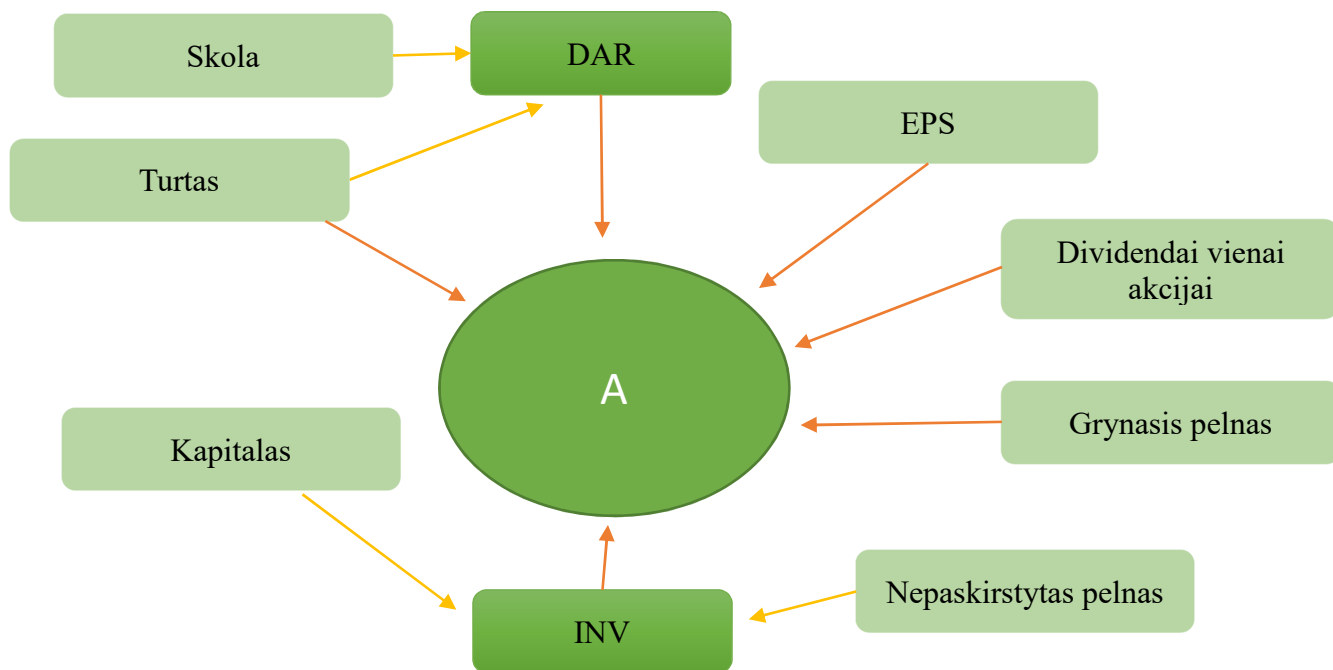 Skola
DAR
EPS
Turtas
Dividendai vienai
akcijai
A
Grynasis pelnas
Kapitalas
Nepaskirstytas pelnas
INV